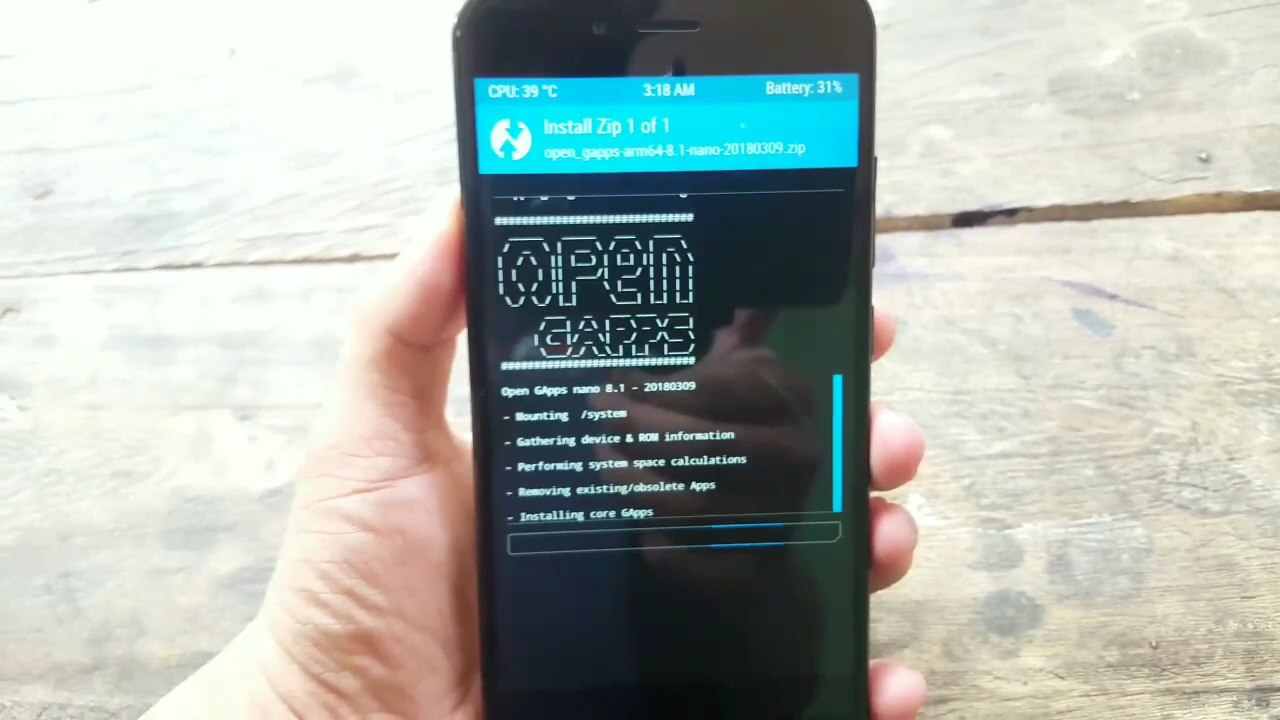 CPU: 39 °C 3:18 AM Battery: 31%
Install Zip 1 of 1
open_gapps-arm64-8.1-nano-20180309.zip
##############################
OPEN
GAPPS
##############################
Open GApps nano 8.1 - 20180309
- Mounting /system
- Gathering device & ROM information
- Performing system space calculations
- Removing existing/obsolete Apps
- Installing core GApps